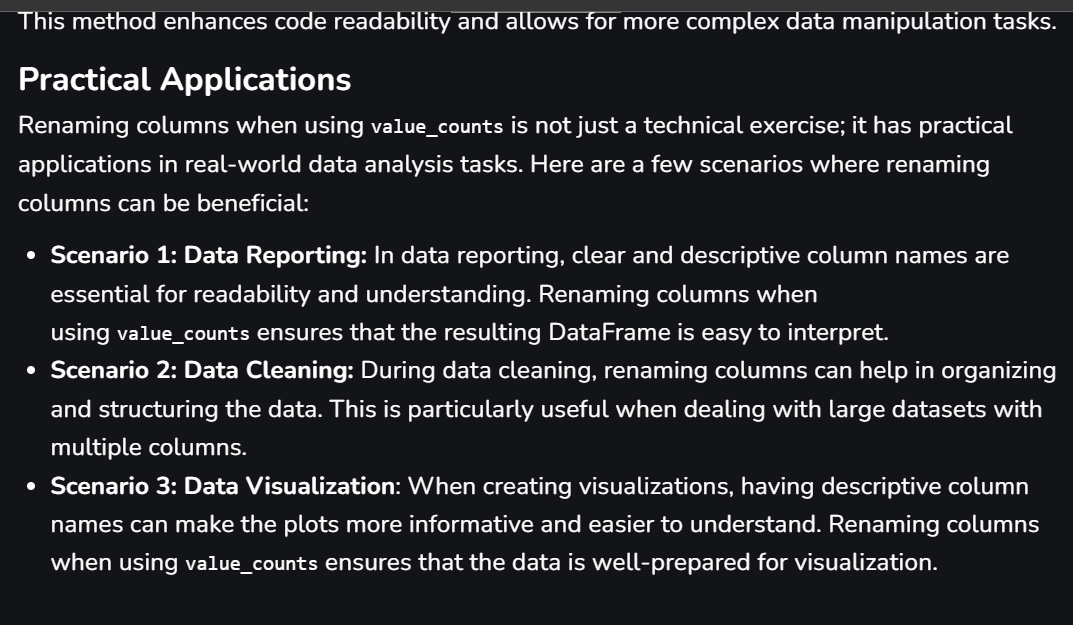 This method enhances code readability and allows for more complex data manipulation tasks.
Practical Applications
Renaming columns when using value_counts is not just a technical exercise; it has practical
applications in real-world data analysis tasks. Here are a few scenarios where renaming
columns can be beneficial:
• Scenario 1: Data Reporting: In data reporting, clear and descriptive column names are
essential for readability and understanding. Renaming columns when
using value_counts ensures that the resulting DataFrame is easy to interpret.
• Scenario 2: Data Cleaning: During data cleaning, renaming columns can help in organizing
and structuring the data. This is particularly useful when dealing with large datasets with
multiple columns.
• Scenario 3: Data Visualization: When creating visualizations, having descriptive column
names can make the plots more informative and easier to understand. Renaming columns
when using value_counts ensures that the data is well-prepared for visualization.